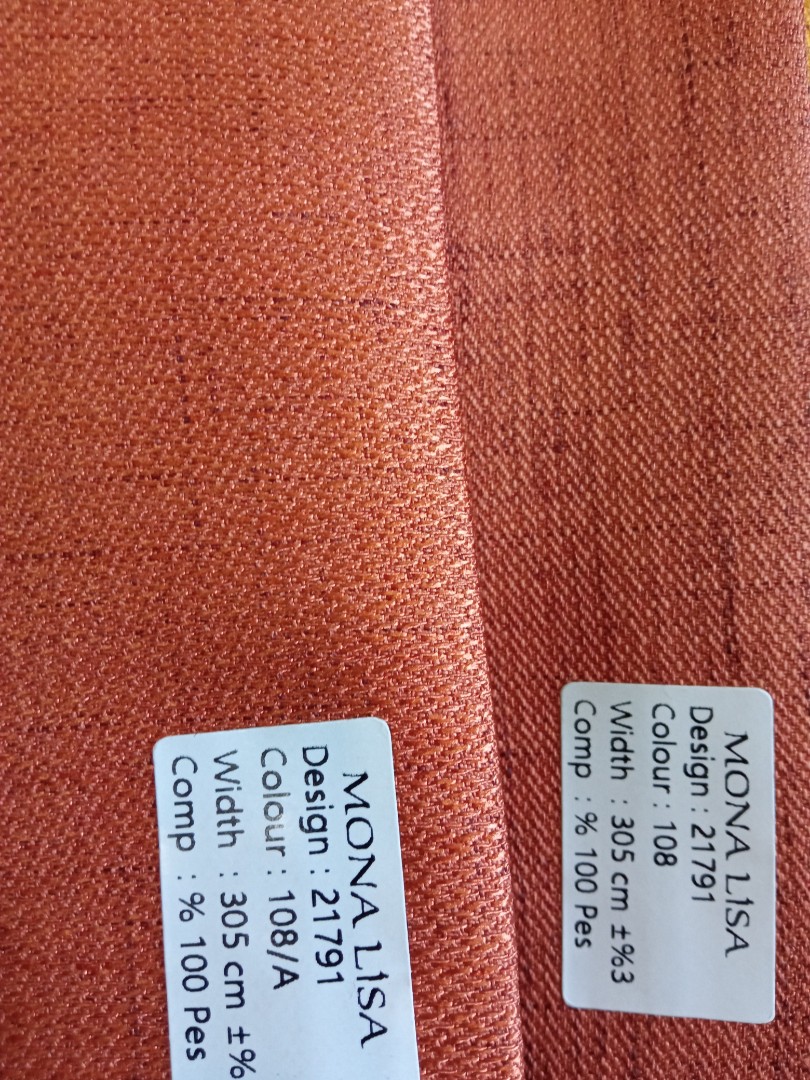 MONA LİSA
Design : 21791
Colour : 108/A
Width : 305 cm ±%
Comp : % 100 Pes
MONA LİSA
Design : 21791
Colour : 108
Width : 305 cm ±%3
Comp : % 100 Pes